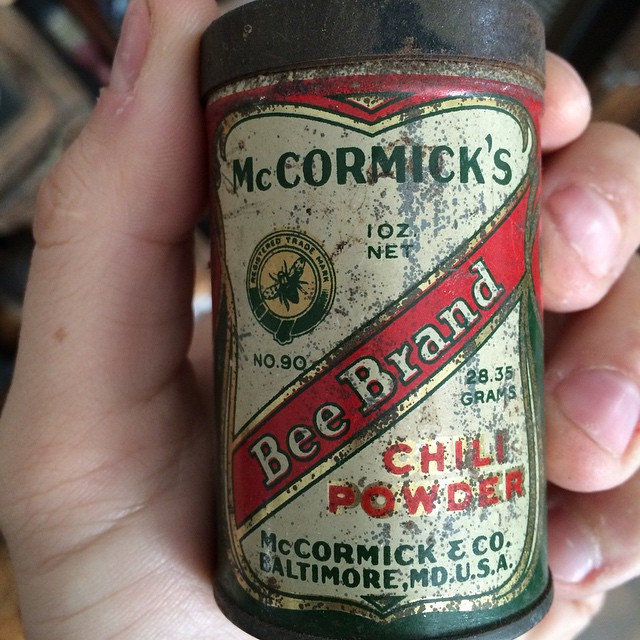 McCORMICK'S
1 OZ.
NET
REGISTERED TRADE MARK
NO. 90
Bee Brand
28.35
GRAMS
CHILI
POWDER
McCORMICK & CO.
BALTIMORE, MD. U.S.A.